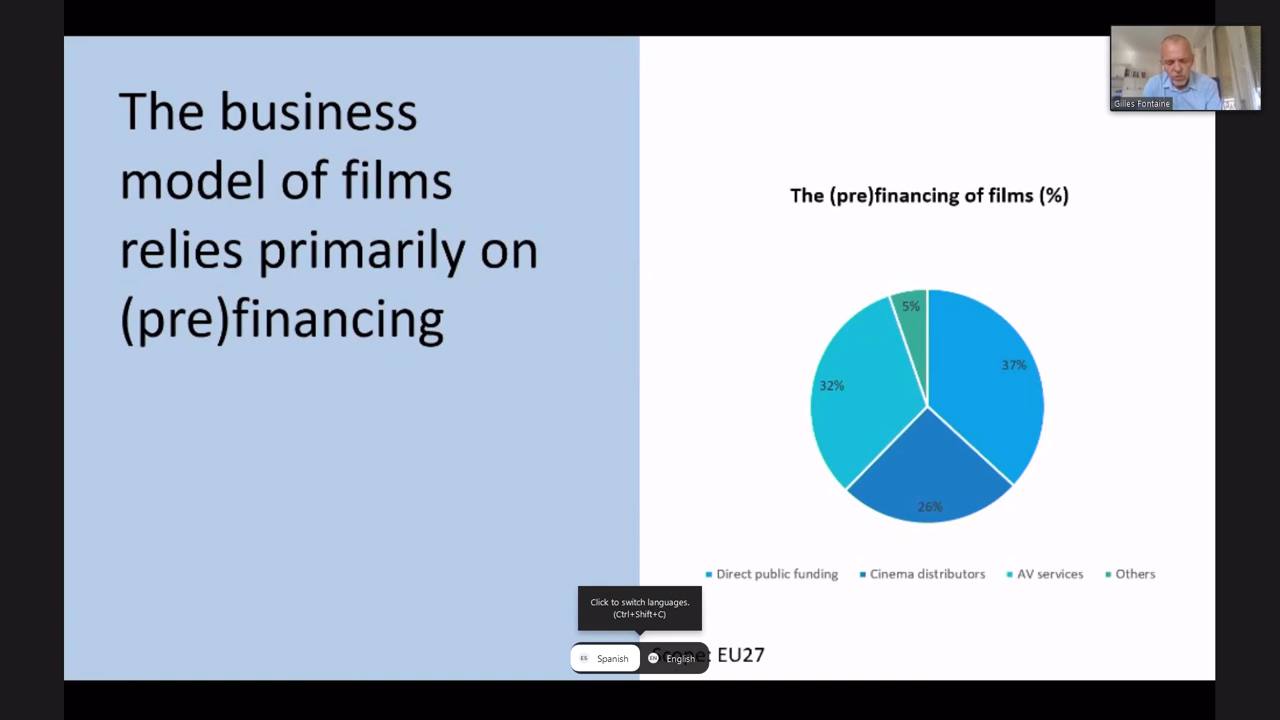 The business
model of films
relies primarily on
(pre)financing
Gilles Fontaine
The (pre)financing of films (%)
5%
37%
32%
26%
Direct public funding Cinema distributors AV services Others
Click to switch languages.
(Ctrl+Shift+C)
ES Spanish EN English
EU27